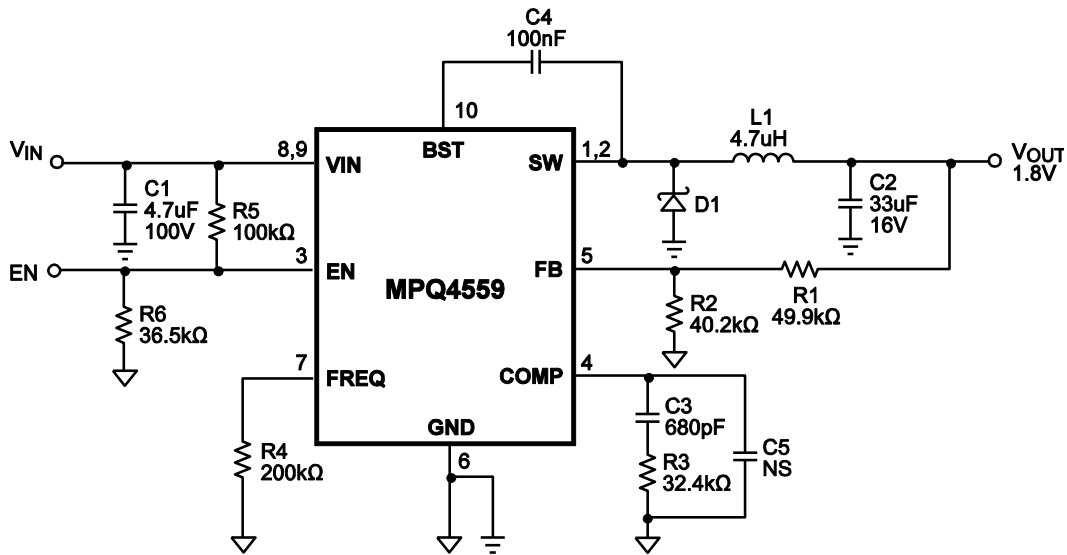 C4
100nF
10
BST
VIN
8,9
VIN
C1
4.7uF
100V
R5
100kΩ
EN
3
EN
R6
36.5kΩ
7
FREQ
R4
200kΩ
MPQ4559
GND
6
SW
1,2
L1
4.7uH
VOUT
1.8V
D1
C2
33uF
16V
FB
5
R2
40.2kΩ
R1
49.9kΩ
COMP
4
C3
680pF
R3
32.4kΩ
C5
NS